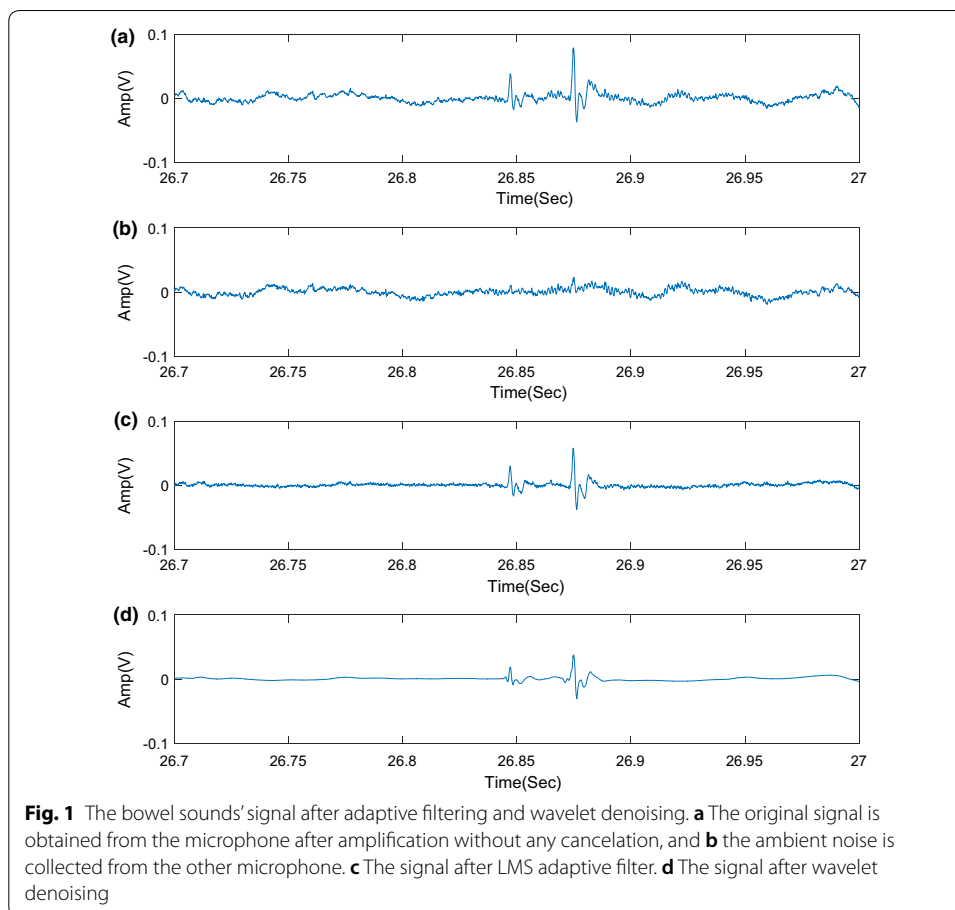 (a)
0.1
0
-0.1
Amp(V)
26.7 26.75 26.8 26.85 26.9 26.95 27
Time(Sec)
(b)
0.1
0
-0.1
Amp(V)
26.7 26.75 26.8 26.85 26.9 26.95 27
Time(Sec)
(c)
0.1
0
-0.1
Amp(V)
26.7 26.75 26.8 26.85 26.9 26.95 27
Time(Sec)
(d)
0.1
0
-0.1
Amp(V)
26.7 26.75 26.8 26.85 26.9 26.95 27
Time(Sec)
Fig. 1 The bowel sounds’ signal after adaptive filtering and wavelet denoising. a The original signal is
obtained from the microphone after amplification without any cancelation, and b the ambient noise is
collected from the other microphone. c The signal after LMS adaptive filter. d The signal after wavelet
denoising